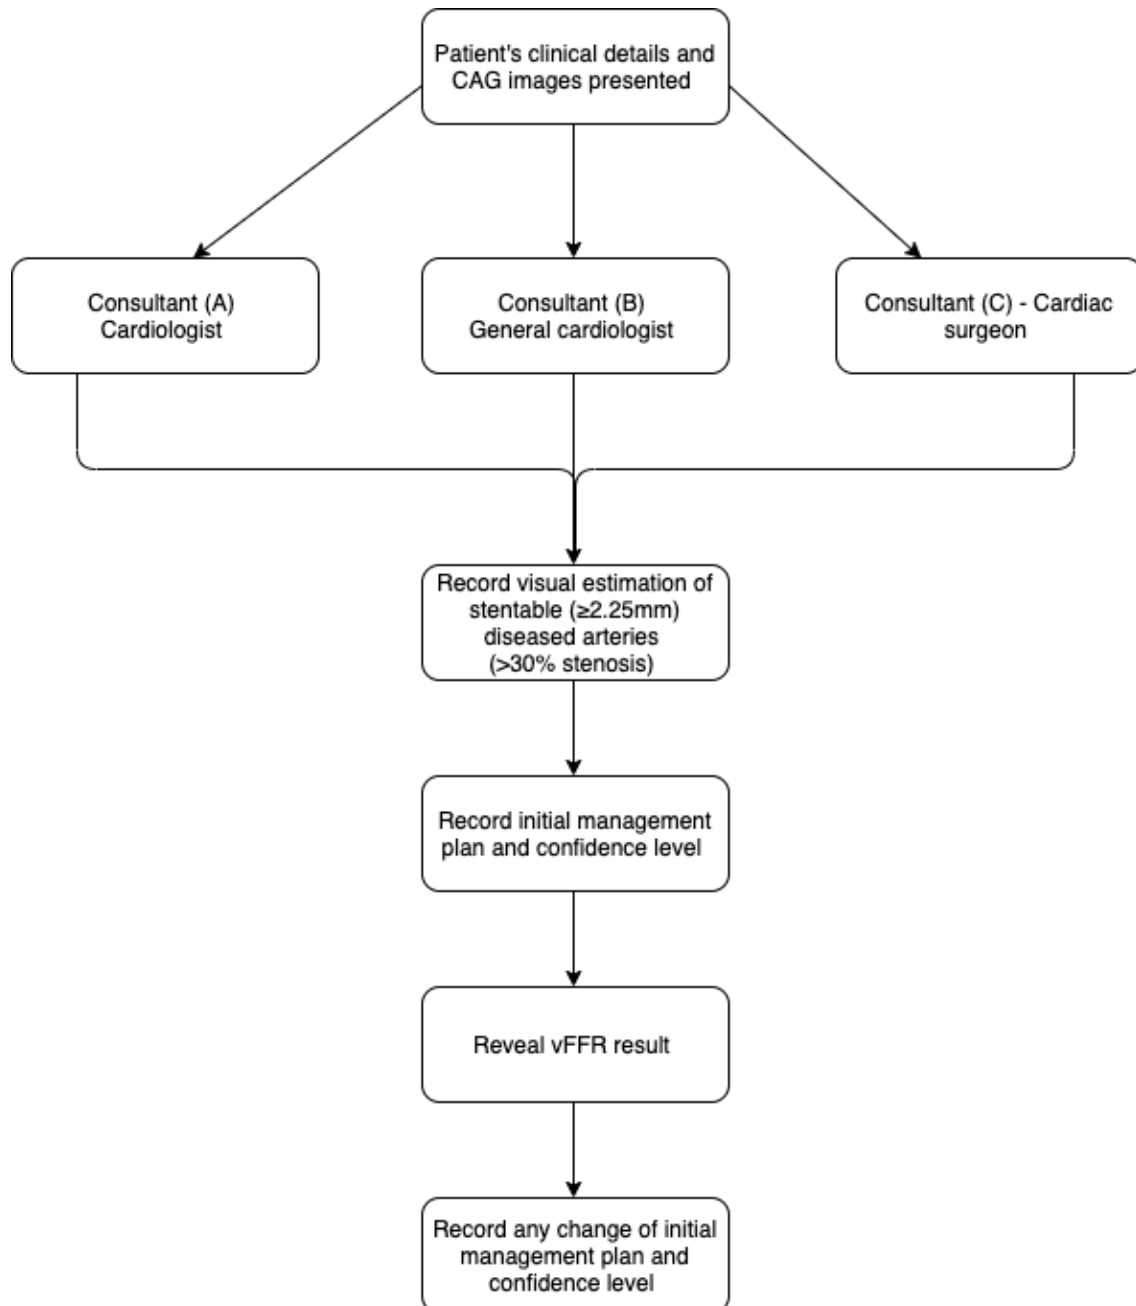 Patient's clinical details and
CAG images presented
Consultant (A)
Cardiologist
Consultant (B)
General cardiologist
Consultant (C) - Cardiac
surgeon
Record visual estimation of
stentable (≥2.25mm)
diseased arteries
(>30% stenosis)
Record initial management
plan and confidence level
Reveal vFFR result
Record any change of initial
management plan and
confidence level